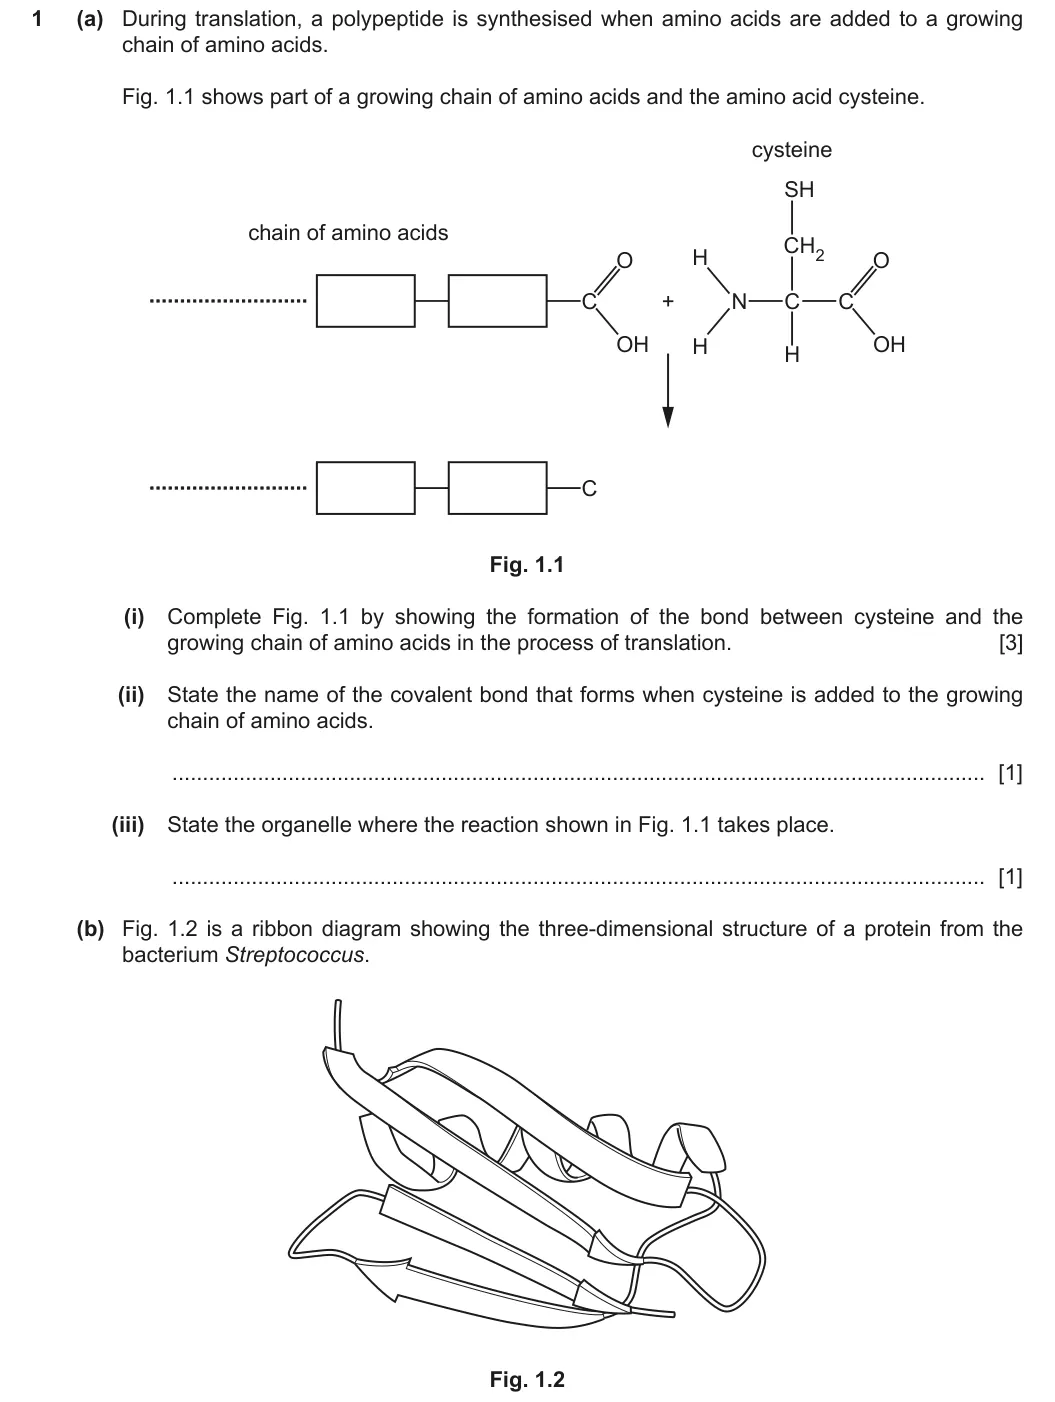 1 (a) During translation, a polypeptide is synthesised when amino acids are added to a growing
chain of amino acids.
Fig. 1.1 shows part of a growing chain of amino acids and the amino acid cysteine.
cysteine
SH
chain of amino acids
CH2
O H O
C + N C C
OH H H OH
C
Fig. 1.1
(i) Complete Fig. 1.1 by showing the formation of the bond between cysteine and the
growing chain of amino acids in the process of translation. [3]
(ii) State the name of the covalent bond that forms when cysteine is added to the growing
chain of amino acids.
[1]
(iii) State the organelle where the reaction shown in Fig. 1.1 takes place.
[1]
(b) Fig. 1.2 is a ribbon diagram showing the three-dimensional structure of a protein from the
bacterium Streptococcus.
Fig. 1.2